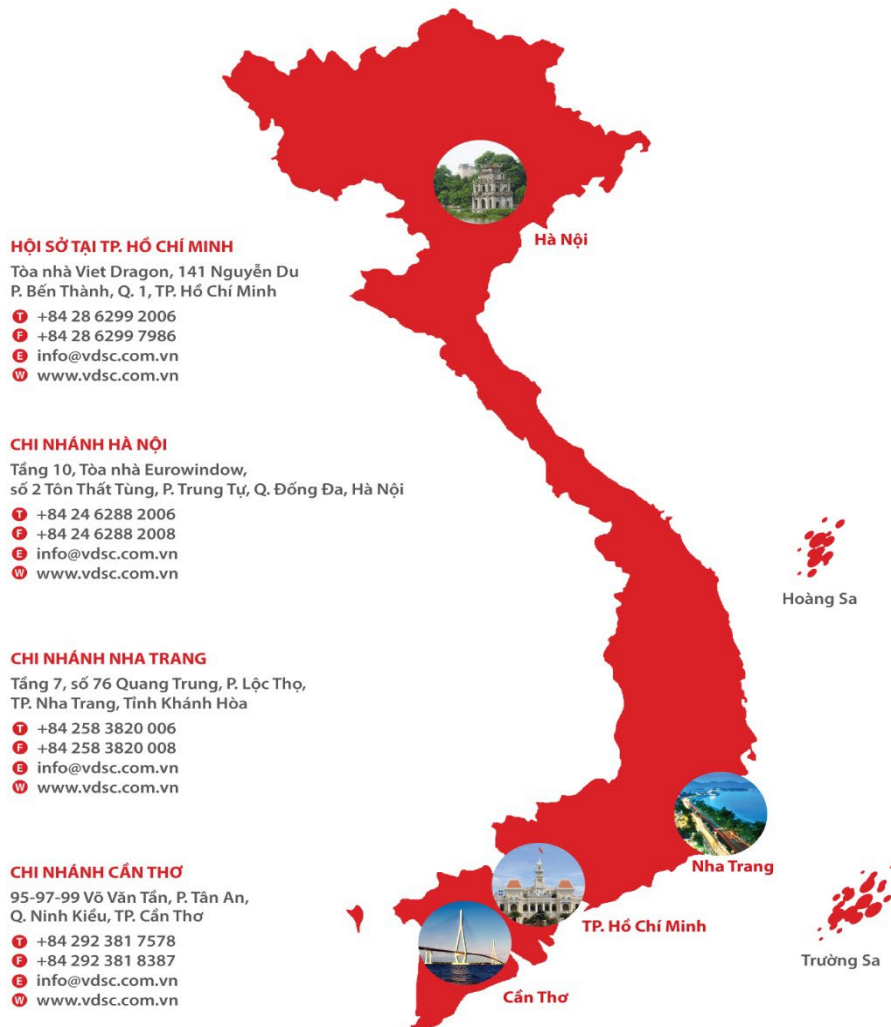 HỘI SỞ TẠI TP. HỒ CHÍ MINH
Tòa nhà Viet Dragon, 141 Nguyễn Du
P. Bến Thành, Q. 1, TP. Hồ Chí Minh
T +84 28 6299 2006
F +84 28 6299 7986
E info@vdsc.com.vn
W www.vdsc.com.vn
CHI NHÁNH HÀ NỘI
Tầng 10, Tòa nhà Eurowindow,
số 2 Tôn Thất Tùng, P. Trung Tự, Q. Đống Đa, Hà Nội
T +84 24 6288 2006
F +84 24 6288 2008
E info@vdsc.com.vn
W www.vdsc.com.vn
CHI NHÁNH NHA TRANG
Tầng 7, số 76 Quang Trung, P. Lộc Thọ,
TP. Nha Trang, Tỉnh Khánh Hòa
T +84 258 3820 006
F +84 258 3820 008
E info@vdsc.com.vn
W www.vdsc.com.vn
CHI NHÁNH CẦN THƠ
95-97-99 Võ Văn Tần, P. Tân An,
Q. Ninh Kiều, TP. Cần Thơ
T +84 292 381 7578
F +84 292 381 8387
E info@vdsc.com.vn
W www.vdsc.com.vn
Hà Nội
Hoàng Sa
Nha Trang
TP. Hồ Chí Minh
Trường Sa
Cần Thơ